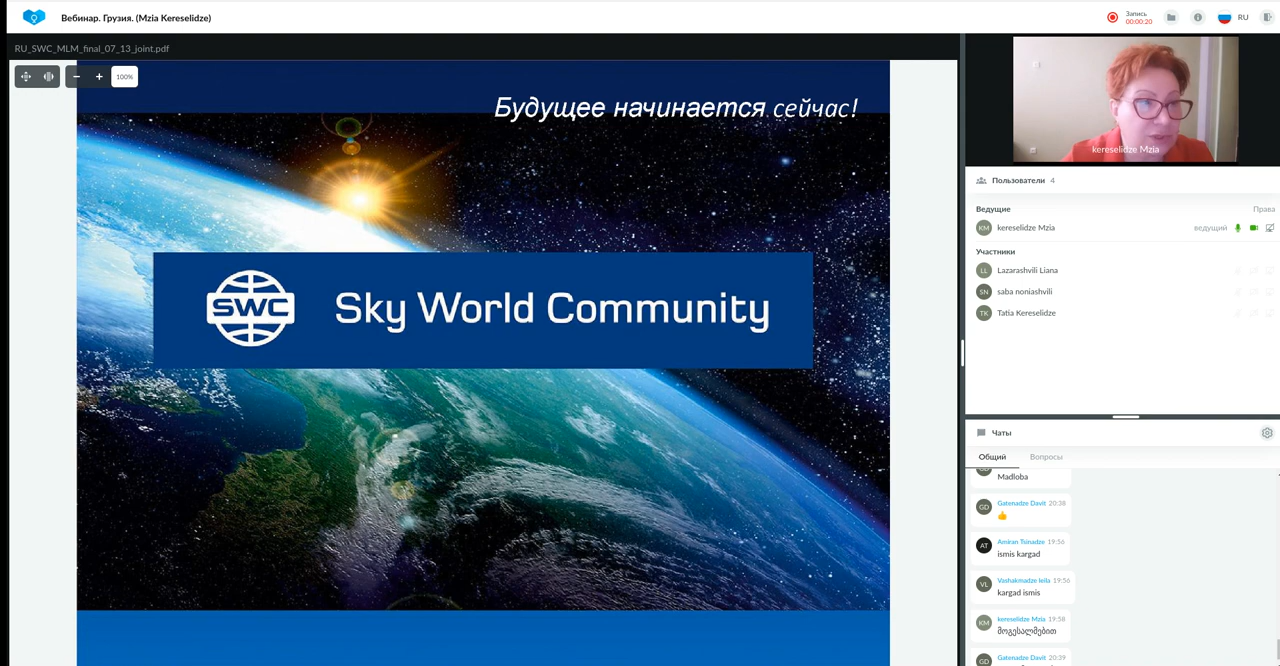 Вебинар. Грузия. (Mzia Kereselidze)
Запись
00:00:20
RU
RU_SWC_MLM_final_07_13_joint.pdf
100%
Будущее начинается сейчас!
SWC
Sky World Community
kereselidze Mzia
Пользователи 4
Ведущие
Права
KM
kereselidze Mzia
ведущий
Участники
LL
Lazarashvili Liana
SN
saba noniashvili
TK
Tatia Kereselidze
Чаты
Общий
Вопросы
Madloba
GD
Gatenadze Davit 20:38
👍
AT
Amiran Tsinadze 19:56
ismis kargad
VL
Vashakmadze leila 19:56
kargad ismis
KM
kereselidze Mzia 19:58
მოგესალმებით
GD
Gatenadze Davit 20:39